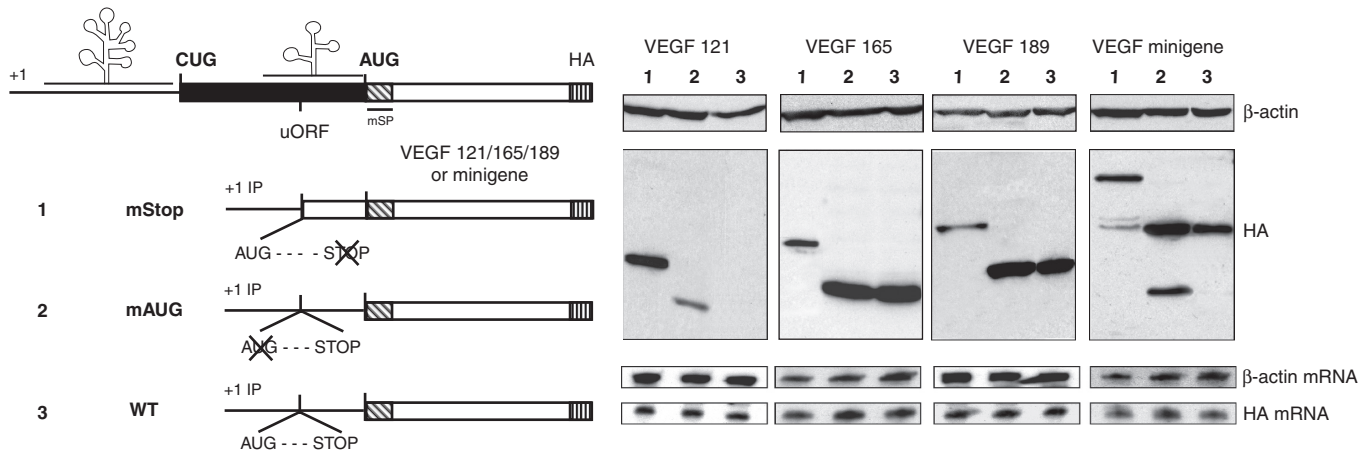 CUG
AUG
HA
+1
uORF
mSP
VEGF 121/165/189
or minigene
1
mStop
+1 IP
AUG - - - - STOP
2
mAUG
+1 IP
AUG - - - STOP
3
WT
+1 IP
AUG - - - STOP
VEGF 121
VEGF 165
VEGF 189
VEGF minigene
1 2 3
1 2 3
1 2 3
1 2 3
β-actin
HA
β-actin mRNA
HA mRNA